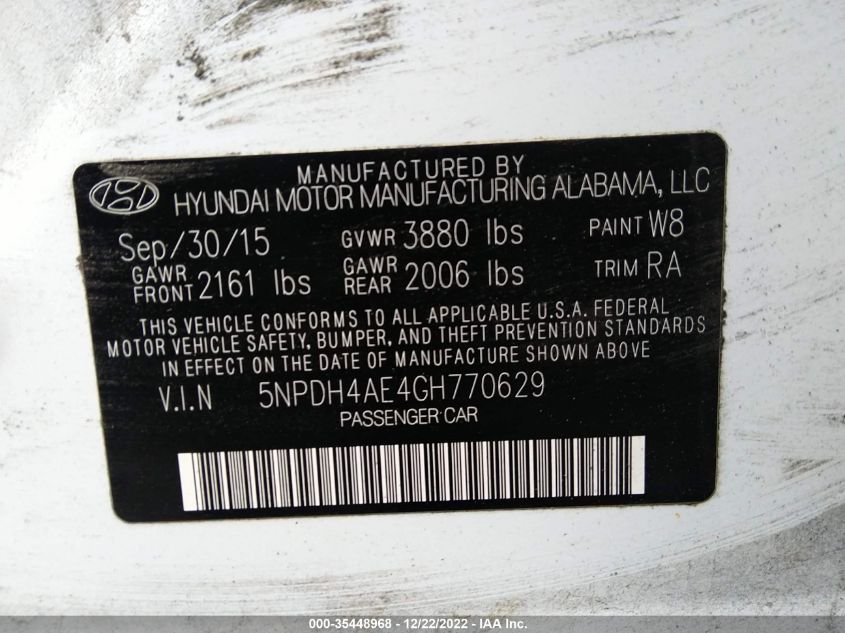 MANUFACTURED BY
HYUNDAI MOTOR MANUFACTURING ALABAMA, LLC
Sep/30/15 GVWR 3880 lbs PAINT W8
GAWR FRONT 2161 lbs GAWR REAR 2006 lbs TRIM RA
THIS VEHICLE CONFORMS TO ALL APPLICABLE U.S.A. FEDERAL
MOTOR VEHICLE SAFETY, BUMPER, AND THEFT PREVENTION STANDARDS
IN EFFECT ON THE DATE OF MANUFACTURE SHOWN ABOVE
V.I.N 5NPDH4AE4GH770629
PASSENGER CAR
000-35448968 - 12/22/2022 - IAA Inc.